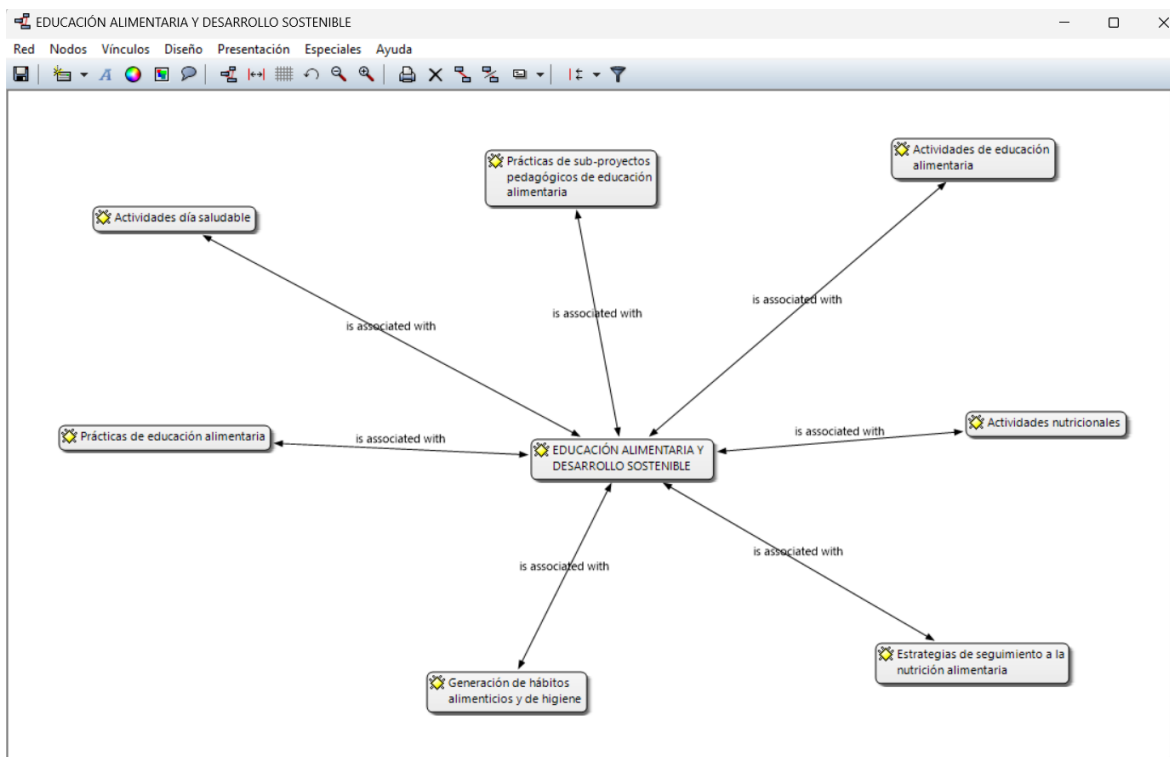 EDUCACIÓN ALIMENTARIA Y DESARROLLO SOSTENIBLE
Red Nodos Vínculos Diseño Presentación Especiales Ayuda
Actividades de educación
alimentaria
Prácticas de sub-proyectos
pedagógicos de educación
alimentaria
Actividades día saludable
is associated with
is associated with
is associated with
Actividades nutricionales
is associated with
Prácticas de educación alimentaria
is associated with
EDUCACIÓN ALIMENTARIA Y
DESARROLLO SOSTENIBLE
is associated with
is associated with
Estrategias de seguimiento a la
nutrición alimentaria
Generación de hábitos
alimenticios y de higiene